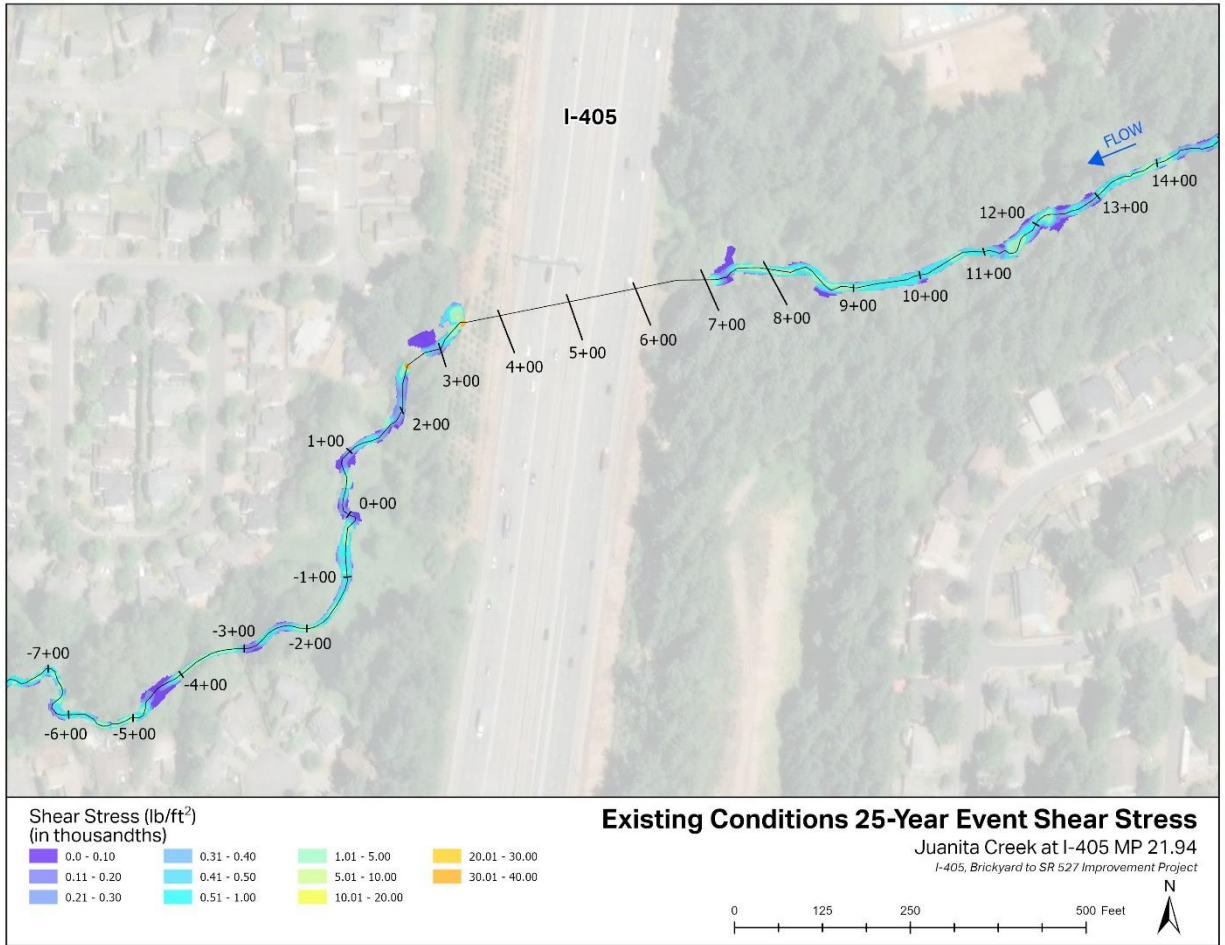 I-405
FLOW
14+00
13+00
12+00
11+00
10+00
9+00
8+00
7+00
6+00
5+00
4+00
3+00
2+00
1+00
0+00
-1+00
-2+00
-3+00
-4+00
-5+00
-6+00
-7+00
Shear Stress (lb/ft²)
(in thousandths)
0.0 - 0.10
0.11 - 0.20
0.21 - 0.30
0.31 - 0.40
0.41 - 0.50
0.51 - 1.00
1.01 - 5.00
5.01 - 10.00
10.01 - 20.00
20.01 - 30.00
30.01 - 40.00
Existing Conditions 25-Year Event Shear Stress
Juanita Creek at I-405 MP 21.94
I-405, Brickyard to SR 527 Improvement Project
N
0 125 250 500 Feet